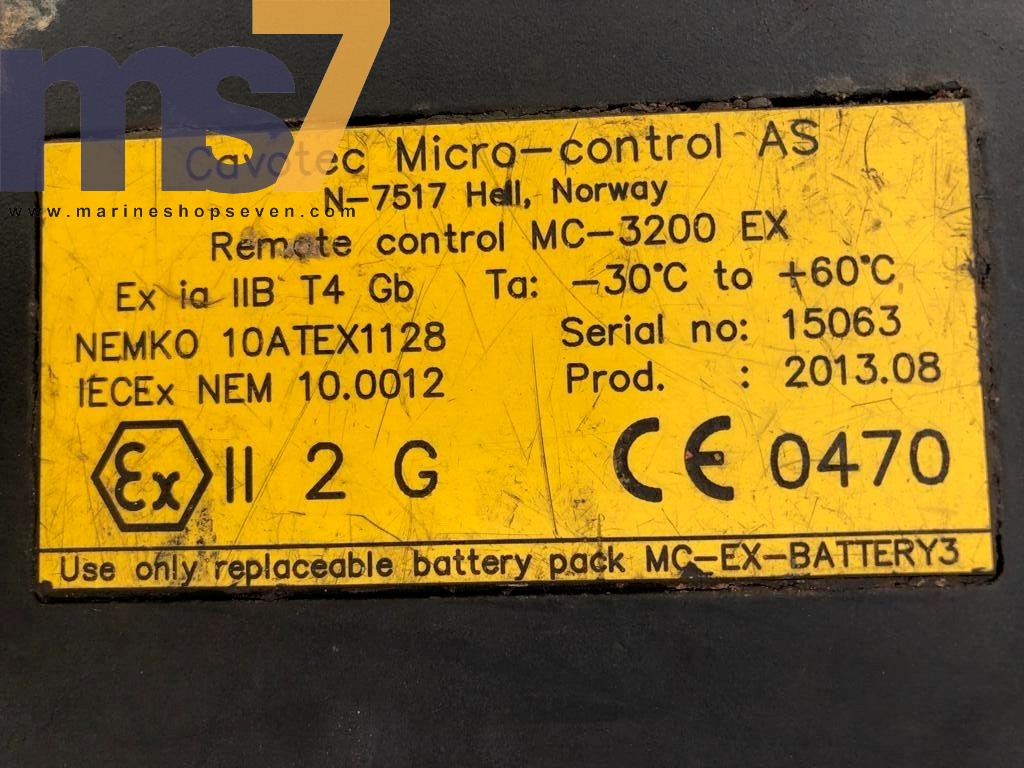 ms7
Cavotec Micro-control AS
N-7517 Hell, Norway
www.marineshopseven.com
Remote control MC-3200 EX
Ex ia IIB T4 Gb Ta: -30°C to +60°C
NEMKO 10ATEX1128 Serial no: 15063
IECEx NEM 10.0012 Prod. : 2013.08
Ex II 2 G CE 0470
Use only replaceable battery pack MC-EX-BATTERY3